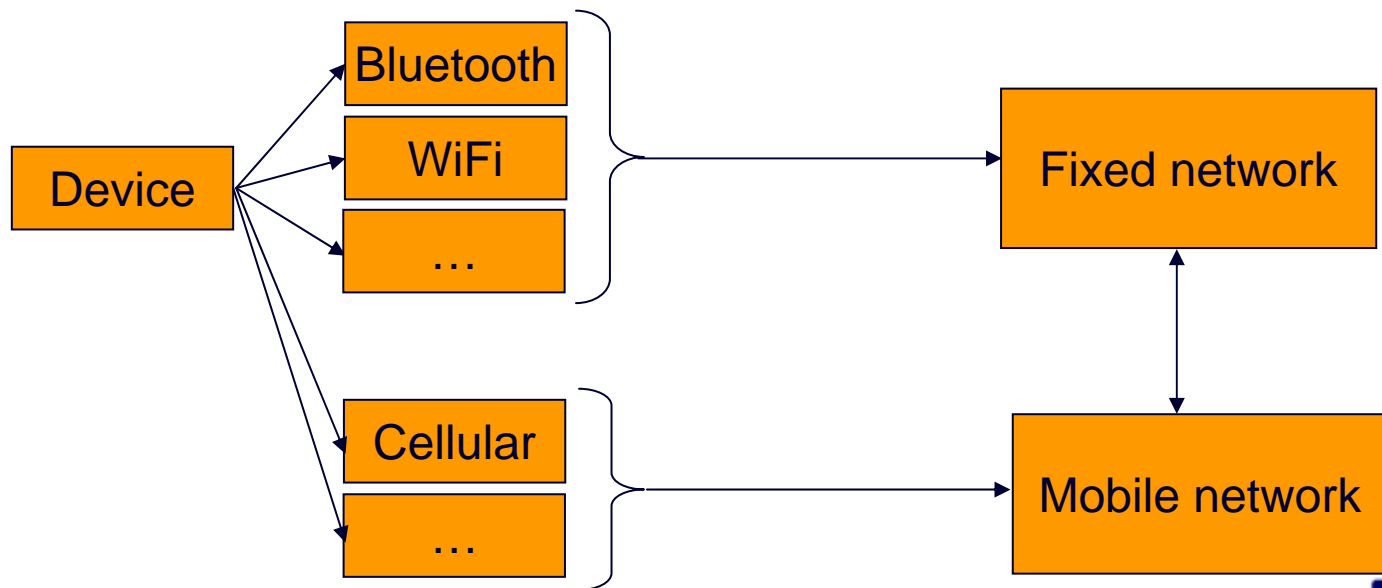 Bluetooth
WiFi
Device
Fixed network
…
Cellular
Mobile network
…